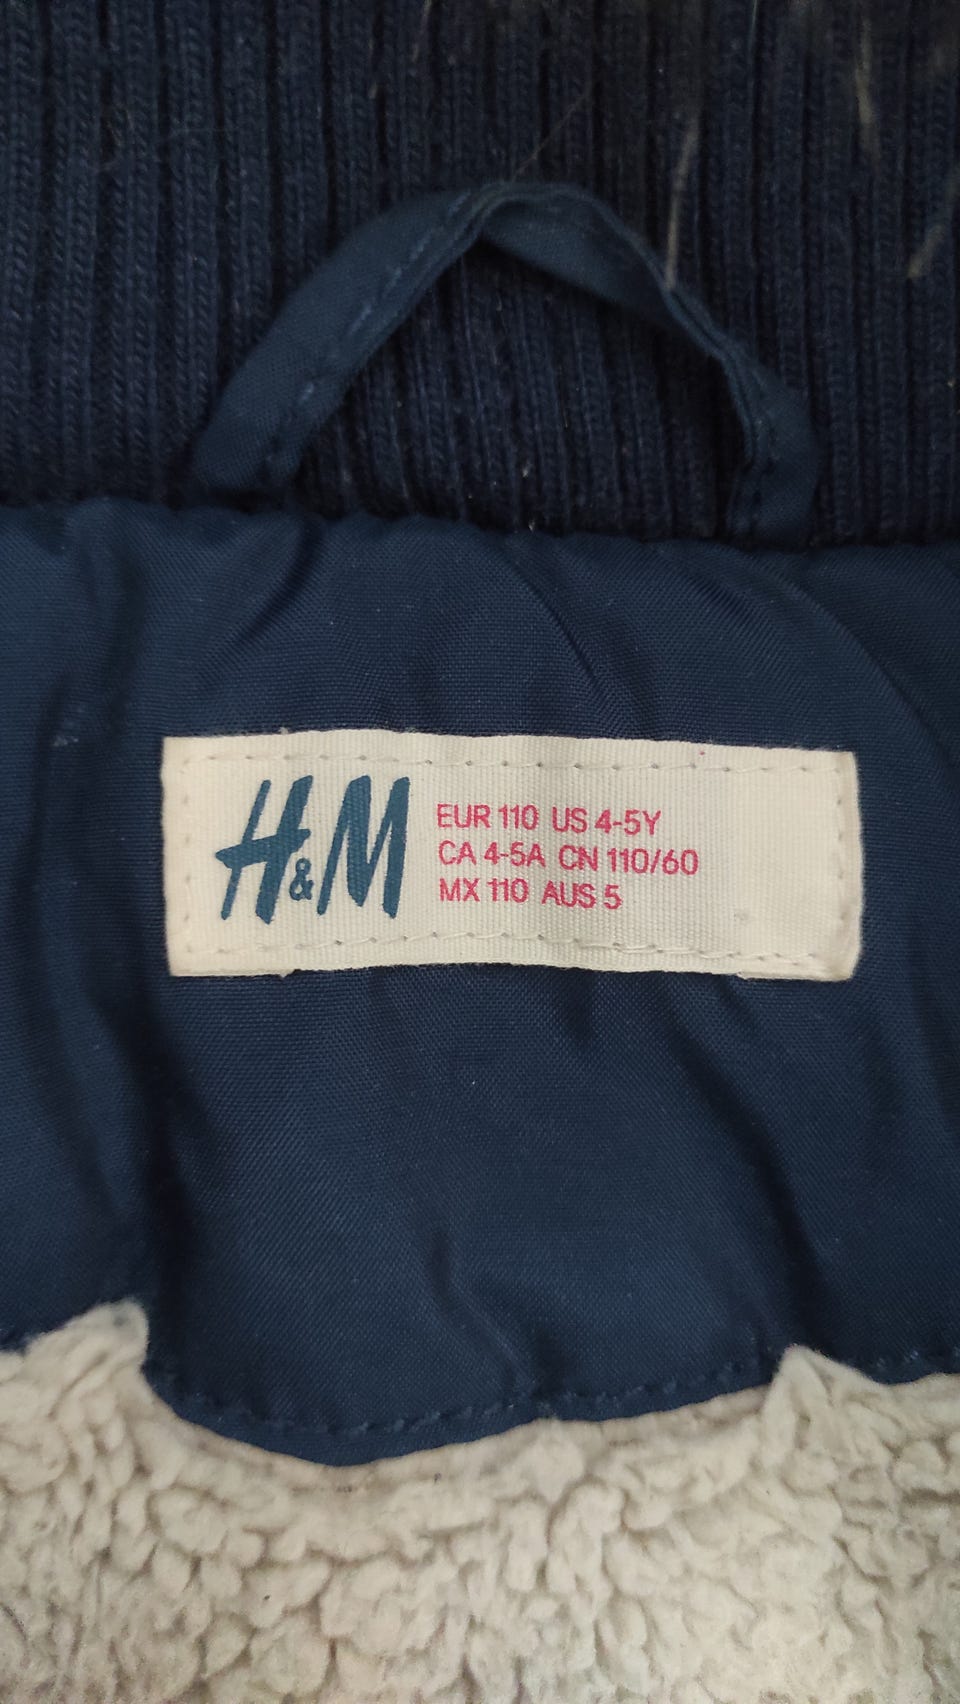 H&M
EUR 110 US 4-5Y
CA 4-5A CN 110/60
MX 110 AUS 5